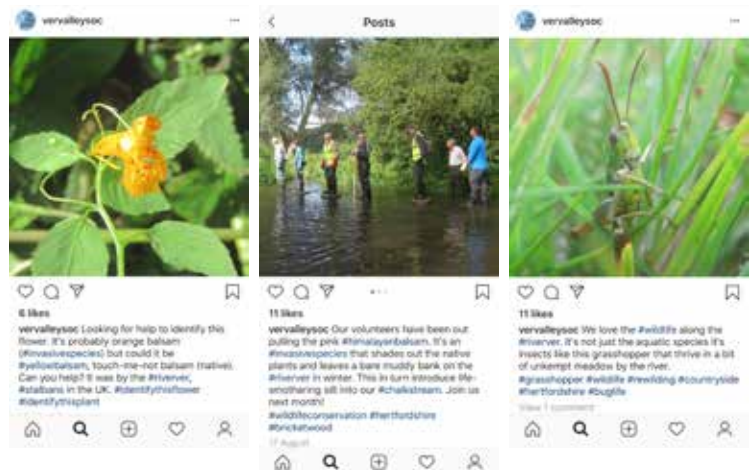 vervalleysoc
6 likes
vervalleysoc Looking for help to identify this
flower. It's probably orange balsam
(#invasivespecies) but could it be
#yellowbalsam, touch-me-not balsam (native).
Can you help? It was by the #riverver,
#stalbans in the UK. #identifythisflower
#identifythisplant
Posts
11 likes
vervalleysoc Our volunteers have been out
pulling the pink #himalayanbalsam. It's an
#invasivespecies that shades out the native
plants and leaves a bare muddy bank on the
#riverver in winter. This in turn introduce life-
smothering silt into our #chalkstream. Join us
next month!
#wildlifeconservation #hertfordshire
#bricketwood
17 August
vervalleysoc
11 likes
vervalleysoc We love the #wildlife along the
#riverver. It's not just the aquatic species it's
insects like this grasshopper that thrive in a bit
of unkempt meadow by the river.
#grasshopper #wildlife #rewilding #countryside
#hertfordshire #buglife
View 1 comment